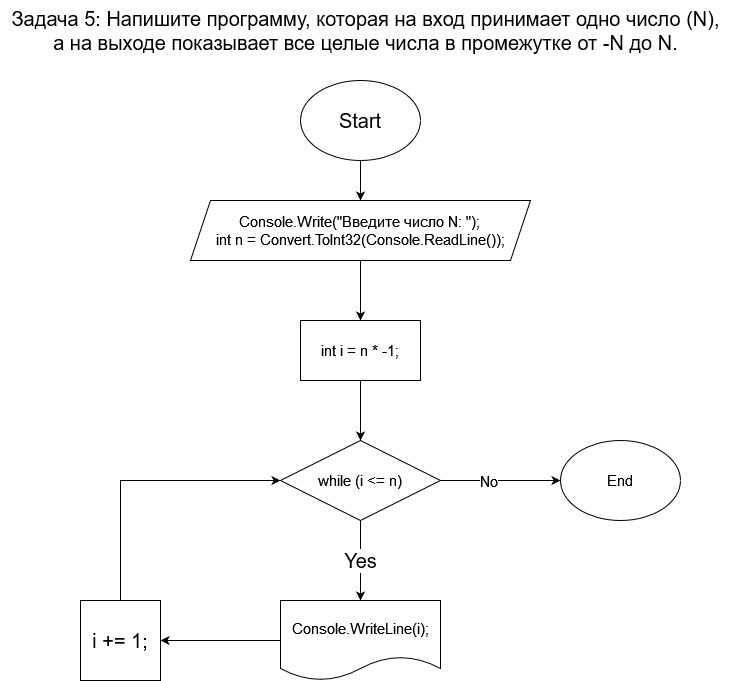 Задача 5: Напишите программу, которая на вход принимает одно число (N),
а на выходе показывает все целые числа в промежутке от -N до N.
Start
Console.Write("Введите число N: ");
int n = Convert.ToInt32(Console.ReadLine());
int i = n * -1;
while (i <= n)
No
End
Yes
Console.WriteLine(i);
i += 1;